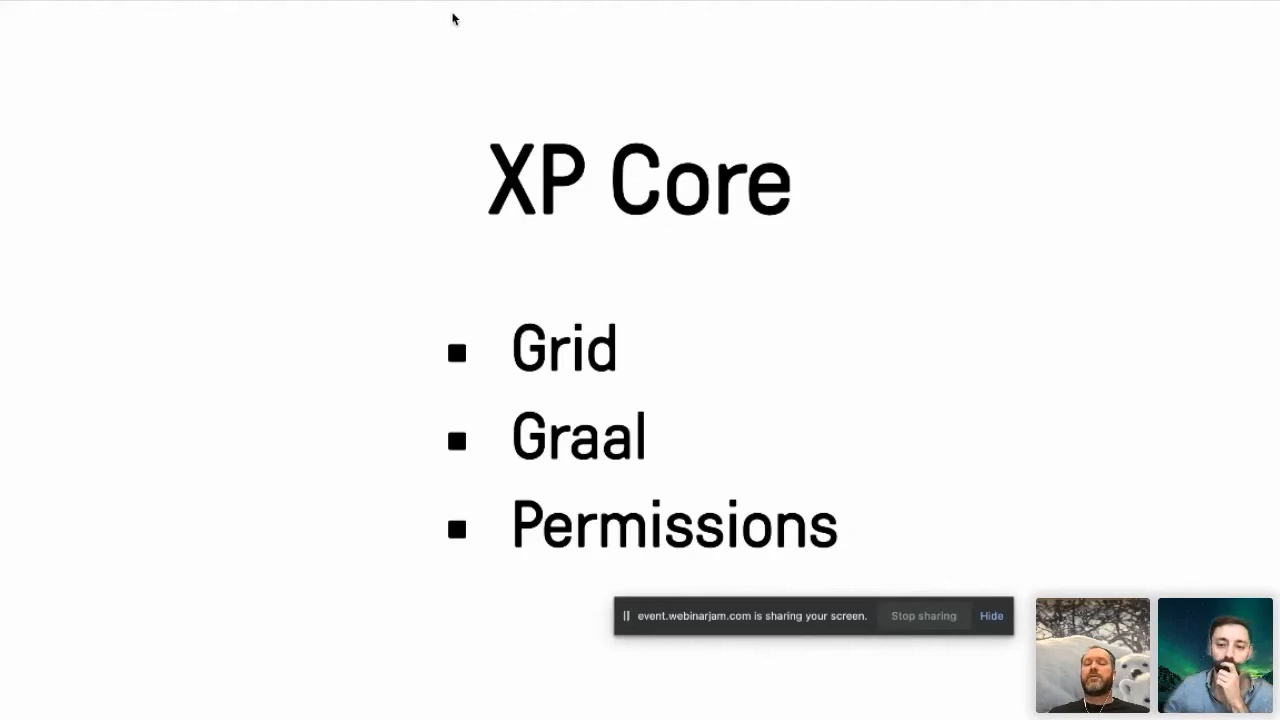 XP Core
Grid
Graal
Permissions
event.webinarjam.com is sharing your screen. Stop sharing Hide